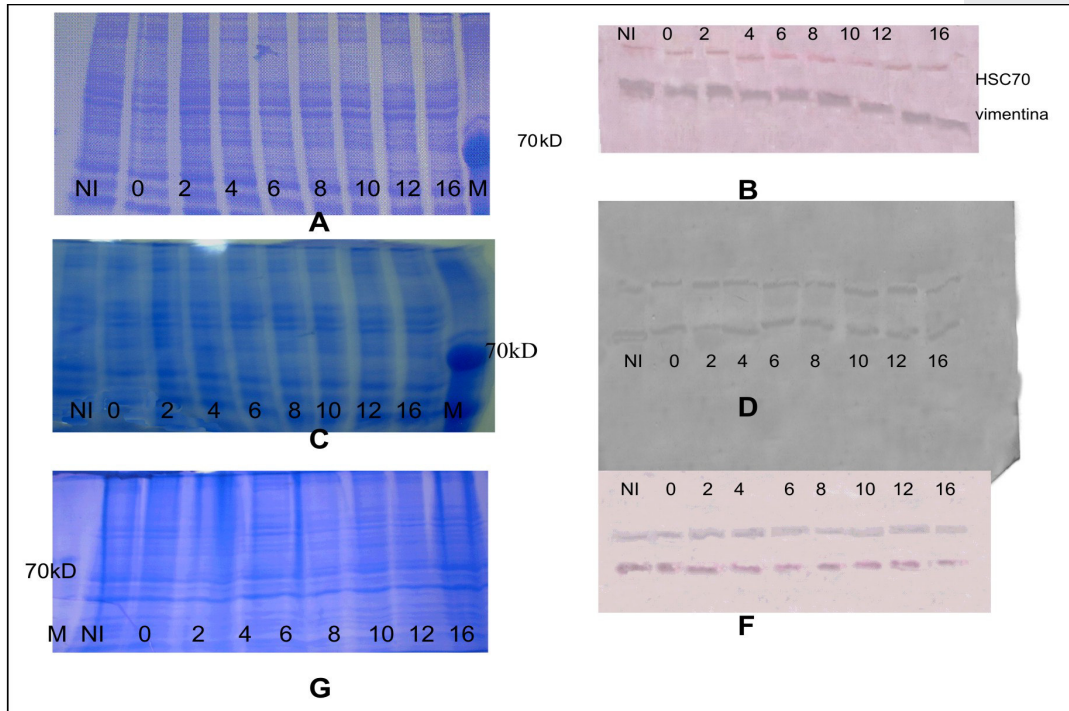 NI 0 2 4 6 8 10 12 16 M
70kD
A
NI 0 2 4 6 8 10 12 16
HSC70
vimentina
B
70kD
NI 0 2 4 6 8 10 12 16 M
C
NI 0 2 4 6 8 10 12 16
D
70kD
M NI 0 2 4 6 8 10 12 16
G
NI 0 2 4 6 8 10 12 16
F